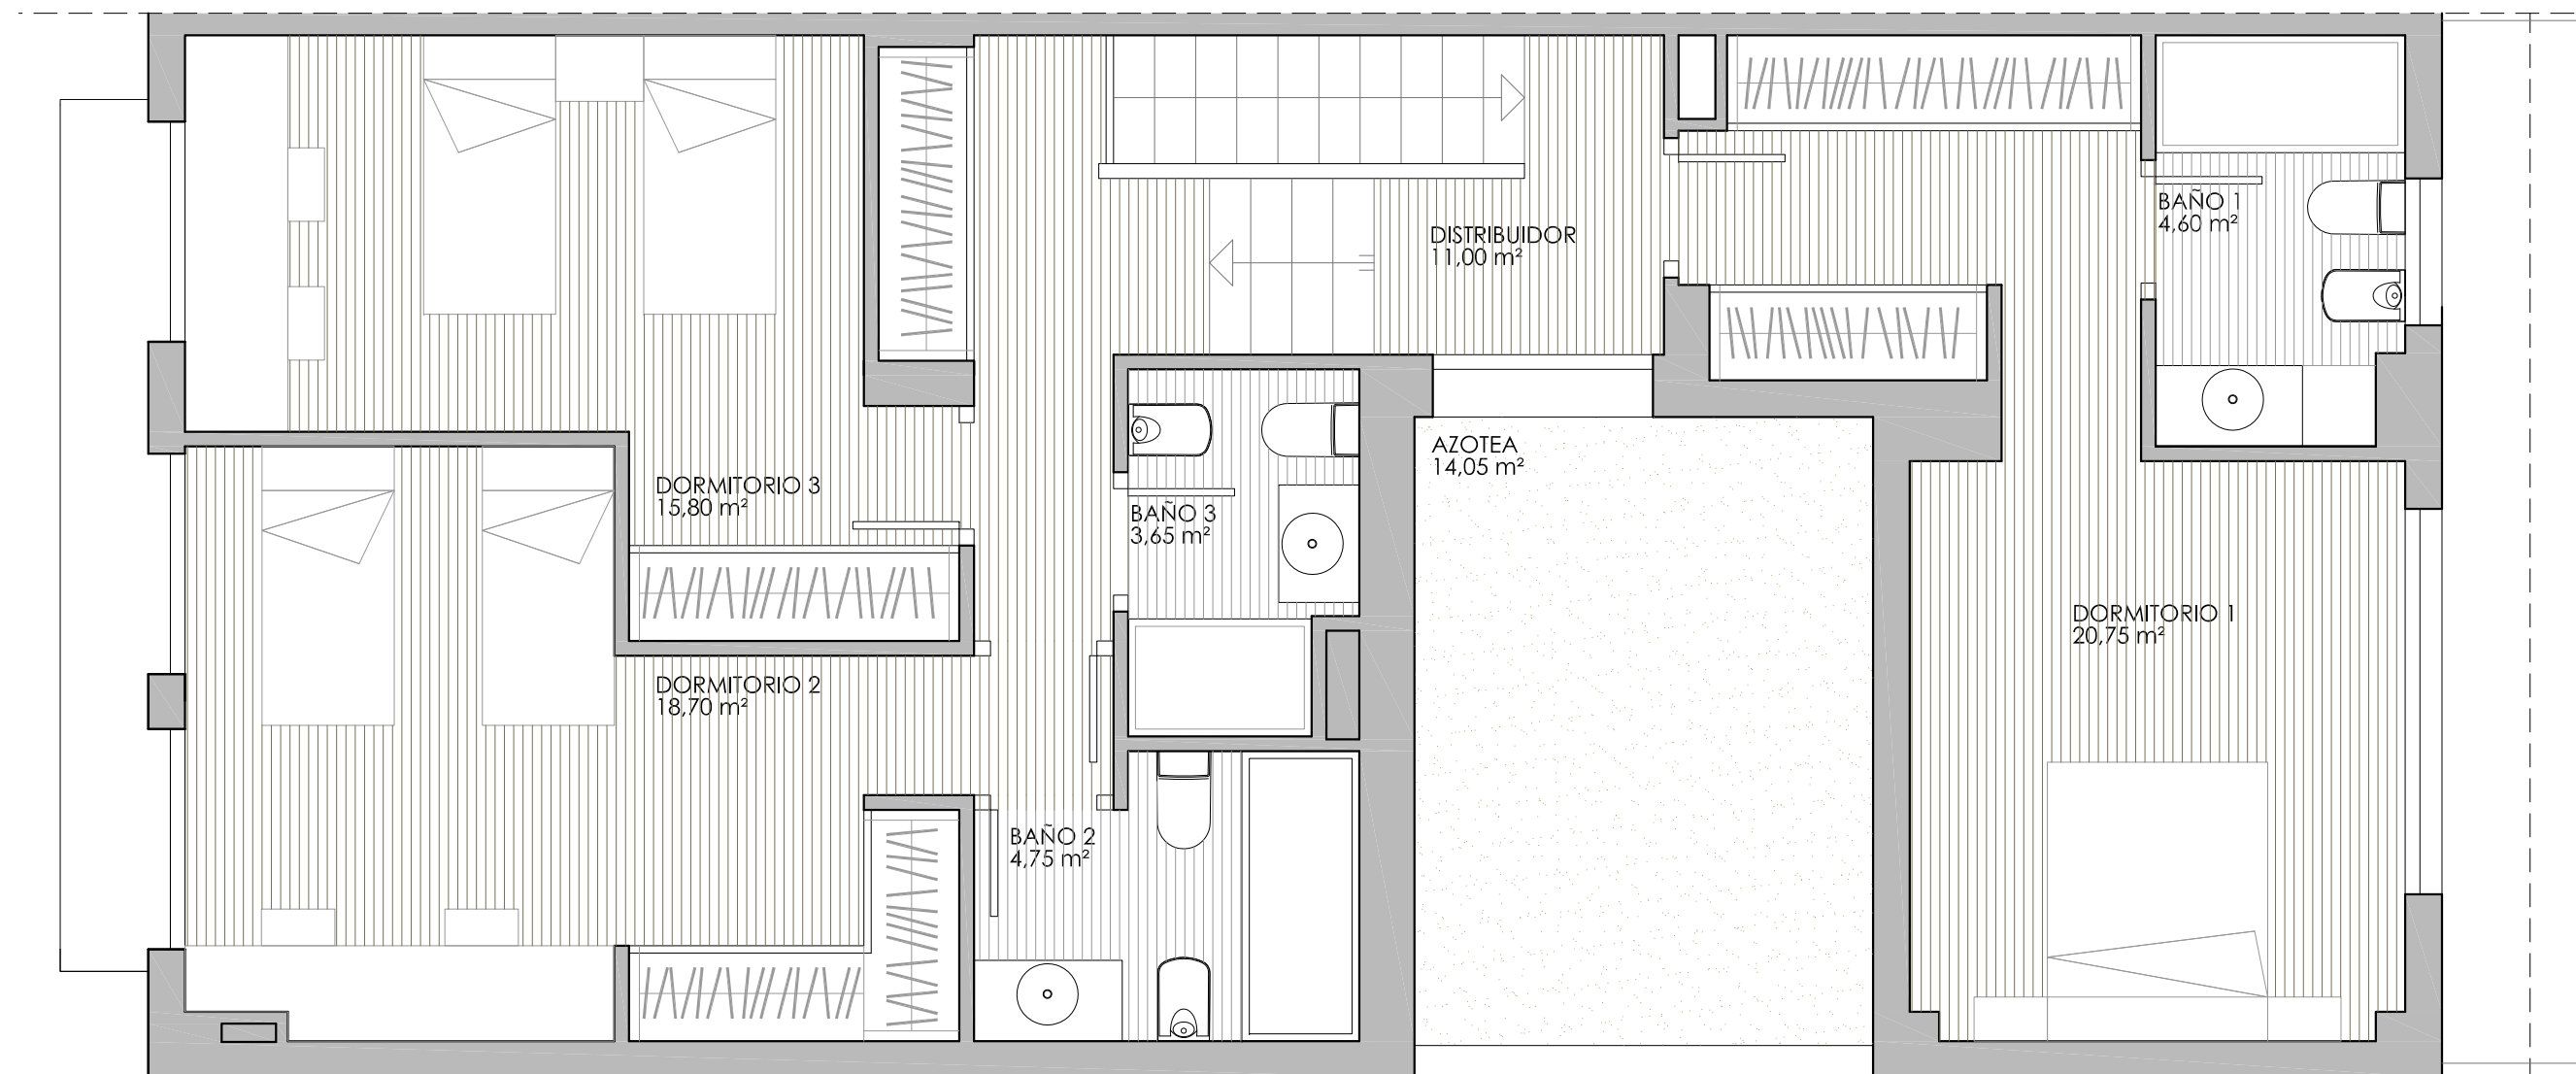 DISTRIBUIDOR
11,00 m²
BAÑO 1
4,60 m²
AZOTEA
14,05 m²
DORMITORIO 3
15,80 m²
BAÑO 3
3,65 m²
DORMITORIO 1
20,75 m²
DORMITORIO 2
18,70 m²
BAÑO 2
4,75 m²